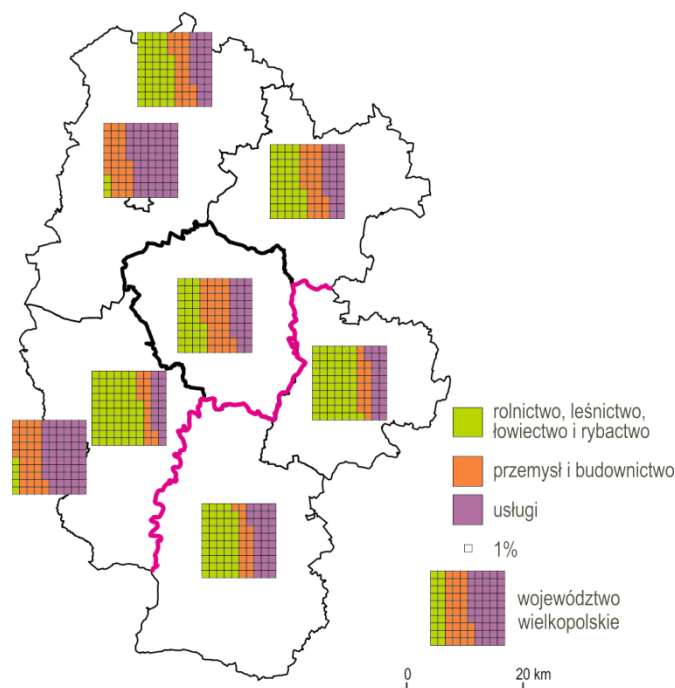 rolnictwo, leśnictwo,
łowiectwo i rybactwo
przemysł i budownictwo
usługi
1%
województwo
wielkopolskie
0 20 km